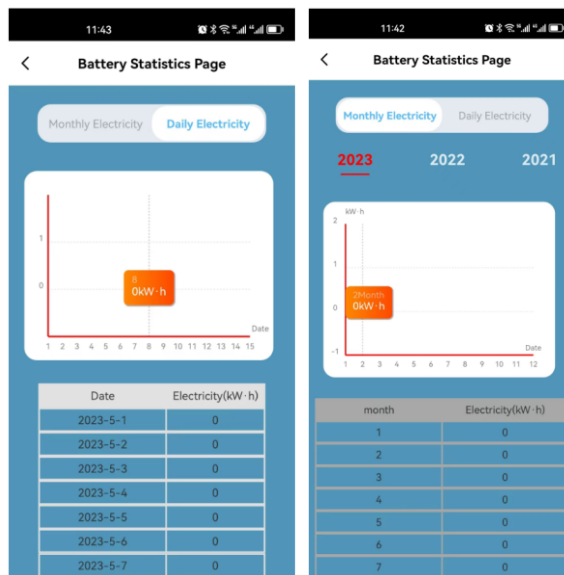 11:43
Battery Statistics Page
Monthly Electricity Daily Electricity
1
0
8
0kW·h
Date
1 2 3 4 5 6 7 8 9 10 11 12 13 14 15
Date Electricity(kW·h)
2023-5-1 0
2023-5-2 0
2023-5-3 0
2023-5-4 0
2023-5-5 0
2023-5-6 0
2023-5-7 0
11:42
Battery Statistics Page
Monthly Electricity Daily Electricity
2023 2022 2021
kW·h
2
1
2Month
0kW·h
0
Date
-1
1 2 3 4 5 6 7 8 9 10 11 12
month Electricity(kW·h)
1 0
2 0
3 0
4 0
5 0
6 0
7 0